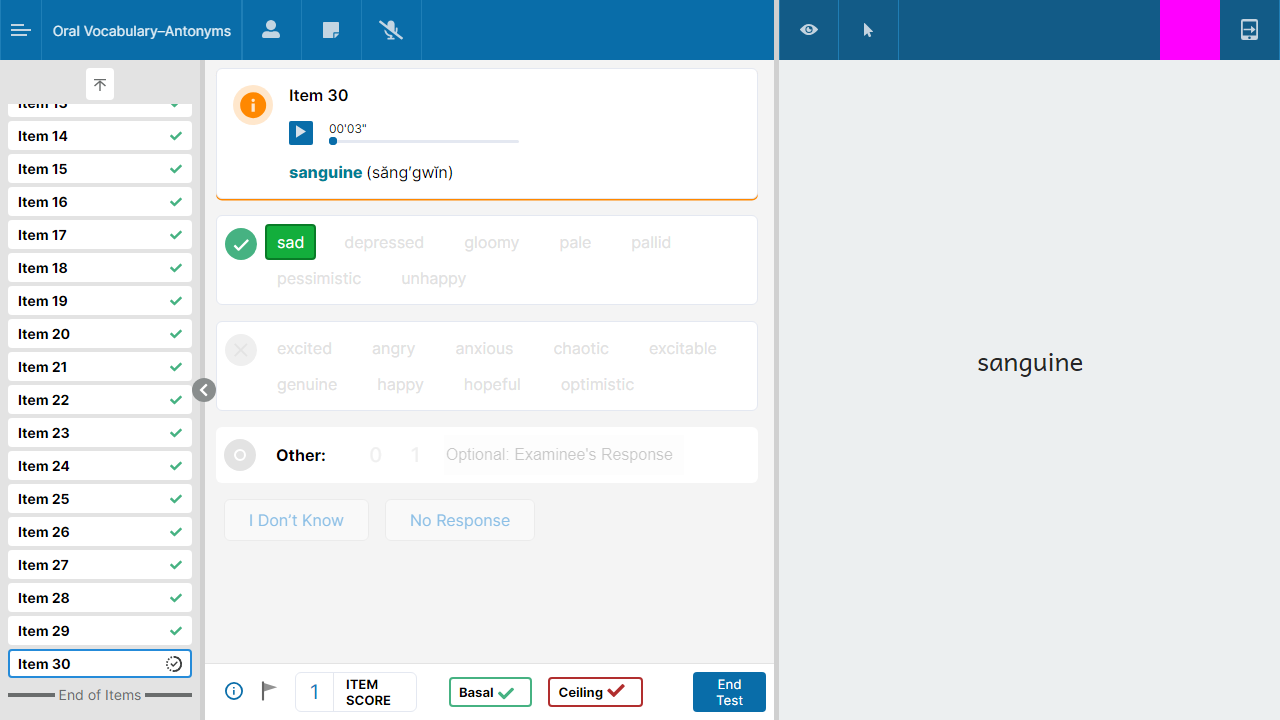 Oral Vocabulary–Antonyms
Item 13
Item 14
Item 15
Item 16
Item 17
Item 18
Item 19
Item 20
Item 21
Item 22
Item 23
Item 24
Item 25
Item 26
Item 27
Item 28
Item 29
Item 30
End of Items
Item 30
00'03"
sanguine (săng′gwĭn)
sad depressed gloomy pale pallid
pessimistic unhappy
excited angry anxious chaotic excitable
genuine happy hopeful optimistic
Other: 0 1 Optional: Examinee's Response
I Don't Know No Response
1 ITEM SCORE Basal Ceiling End Test
sanguine